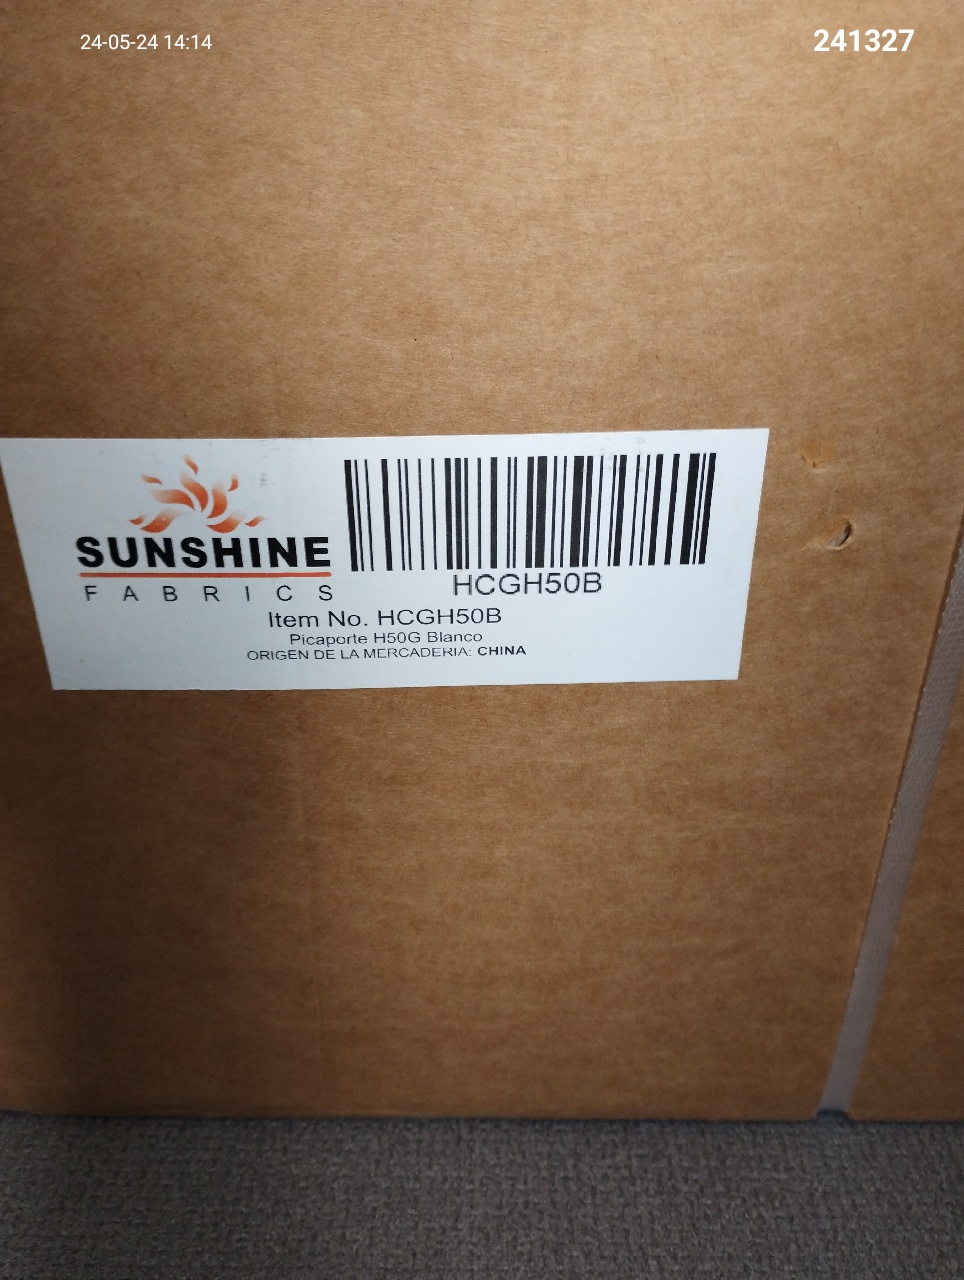 24-05-24 14:14
241327
SUNSHINE
FABRICS
HCGH50B
Item No. HCGH50B
Picaporte H50G Blanco
ORIGEN DE LA MERCADERIA: CHINA